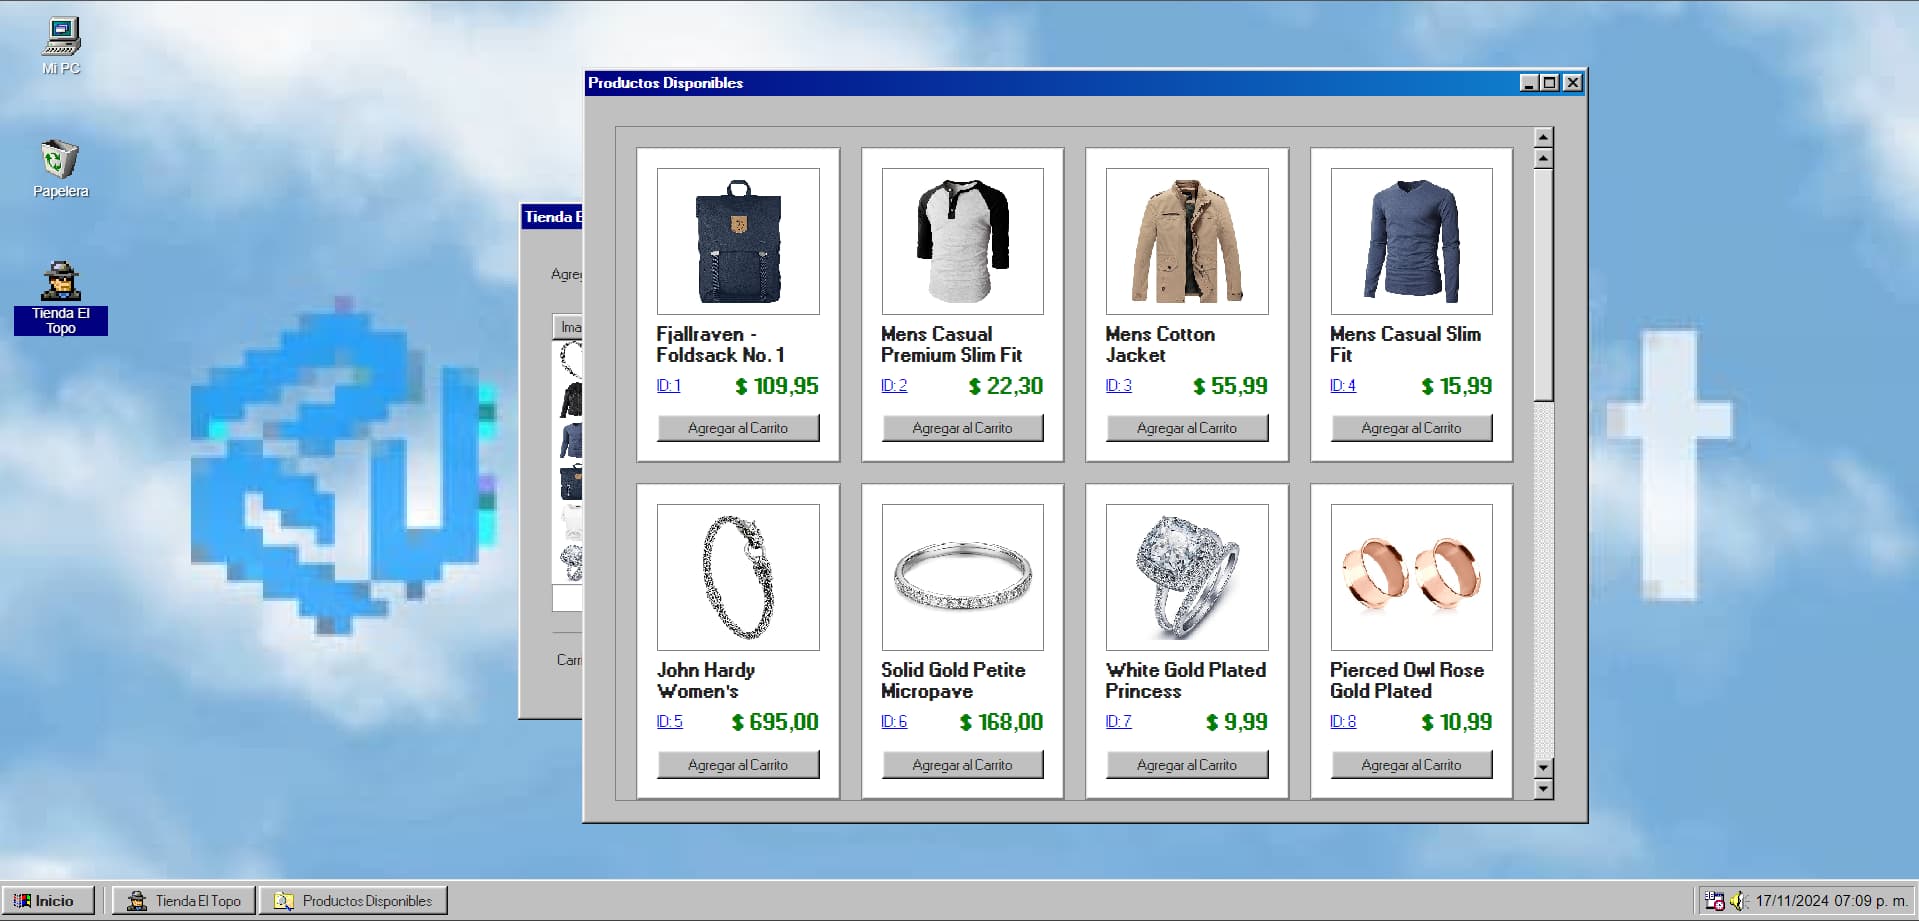 Mi PC
Papelera
Tienda El
Topo
Tienda E
Agre
Ima
Carr
Productos Disponibles
Fjallraven -
Foldsack No. 1
ID: 1 $ 109,95
Agregar al Carrito
Mens Casual
Premium Slim Fit
ID: 2 $ 22,30
Agregar al Carrito
Mens Cotton
Jacket
ID: 3 $ 55,99
Agregar al Carrito
Mens Casual Slim
Fit
ID: 4 $ 15,99
Agregar al Carrito
John Hardy
Women's
ID: 5 $ 695,00
Agregar al Carrito
Solid Gold Petite
Micropave
ID: 6 $ 168,00
Agregar al Carrito
White Gold Plated
Princess
ID: 7 $ 9,99
Agregar al Carrito
Pierced Owl Rose
Gold Plated
ID: 8 $ 10,99
Agregar al Carrito
Inicio
Tienda El Topo
Productos Disponibles
17/11/2024 07:09 p. m.